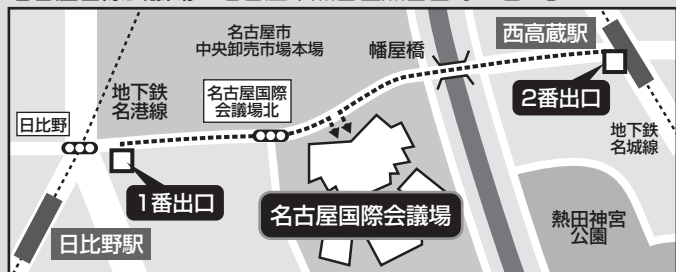 名古屋市
中央卸売市場本場
幡屋橋
西高蔵駅
2番出口
地下鉄
名港線
名古屋国際
会議場北
日比野
地下鉄
名城線
1番出口
名古屋国際会議場
熱田神宮
公園
日比野駅